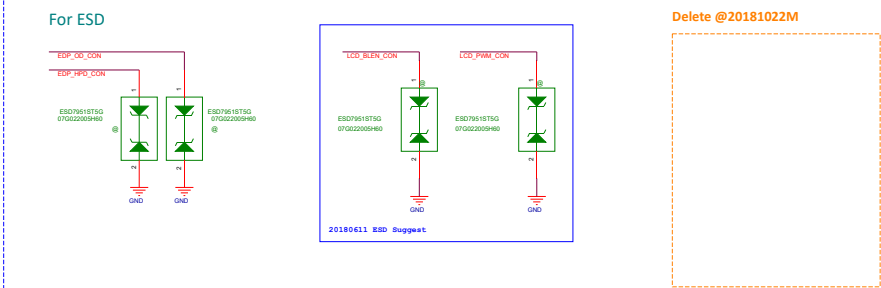 For ESD
Delete @20181022M
EDP_OD_CON
EDP_HPD_CON
LCD_BLEN_CON
LCD_PWM_CON
1
1
1
@
1
@
ESD7951ST5G
07G022005H60
@
ESD7951ST5G
07G022005H60
@
ESD7951ST5G
07G022005H60
ESD7951ST5G
07G022005H60
2
2
2
2
GND
GND
GND
GND
20180611 ESD Suggest